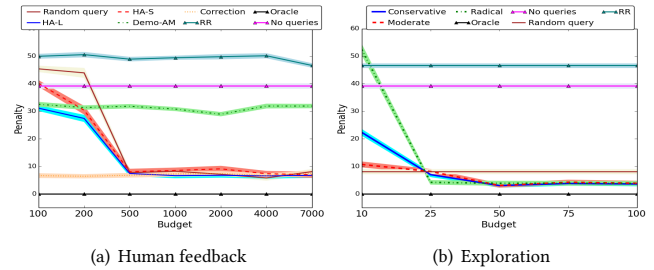 Random query HA-S Correction Oracle
HA-L Demo-AM RR No queries
60
50
40
30
20
10
0
Penalty
100 200 500 1000 2000 4000 7000
Budget
(a) Human feedback
Conservative Radical No queries RR
Moderate Oracle Random query
60
50
40
30
20
10
0
Penalty
10 25 50 75 100
Budget
(b) Exploration